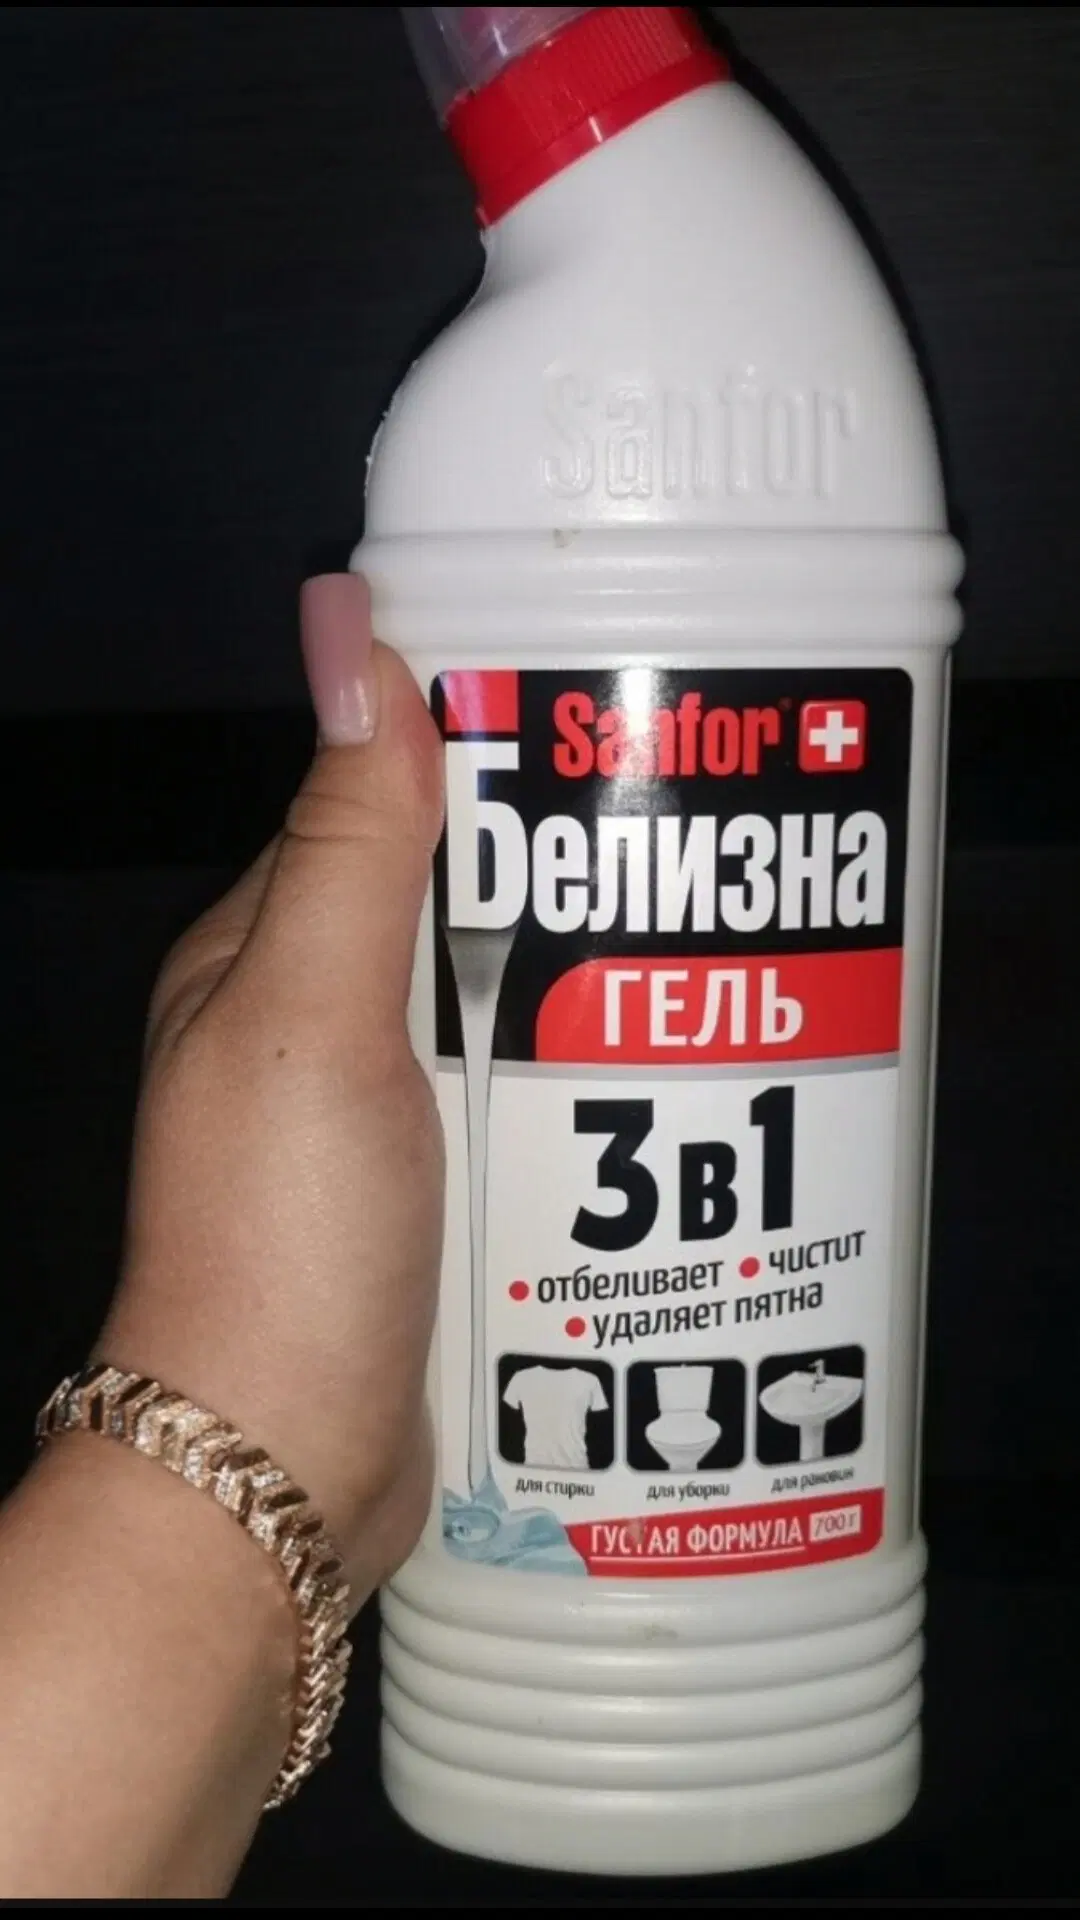 Sanfor
Sanfor
Белизна
ГЕЛЬ
3в1
• отбеливает • чистит
• удаляет пятна
для стирки для уборки для раковин
ГУСТАЯ ФОРМУЛА 700 г